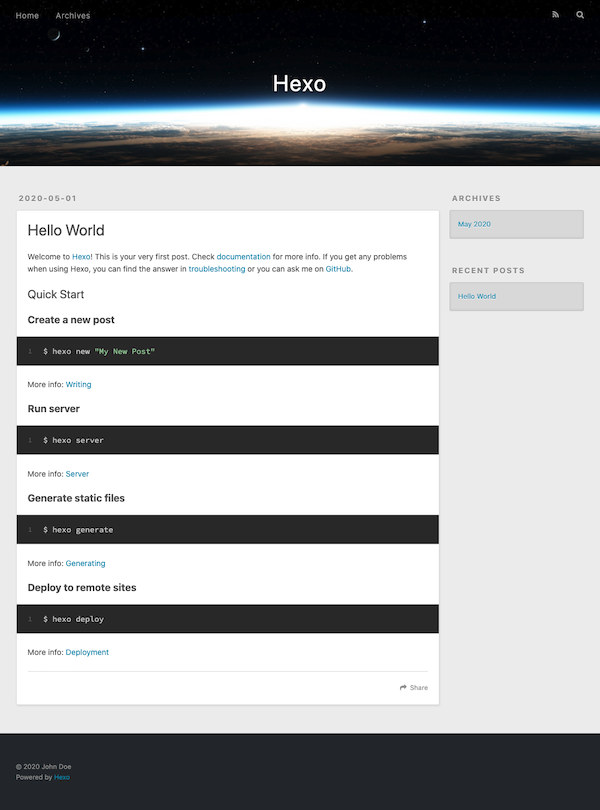 Home Archives
Hexo
2020-05-01
Hello World
Welcome to Hexo! This is your very first post. Check documentation for more info. If you get any problems
when using Hexo, you can find the answer in troubleshooting or you can ask me on GitHub.
Quick Start
Create a new post
1 $ hexo new "My New Post"
More info: Writing
Run server
1 $ hexo server
More info: Server
Generate static files
1 $ hexo generate
More info: Generating
Deploy to remote sites
1 $ hexo deploy
More info: Deployment
Share
ARCHIVES
May 2020
RECENT POSTS
Hello World
© 2020 John Doe
Powered by Hexo